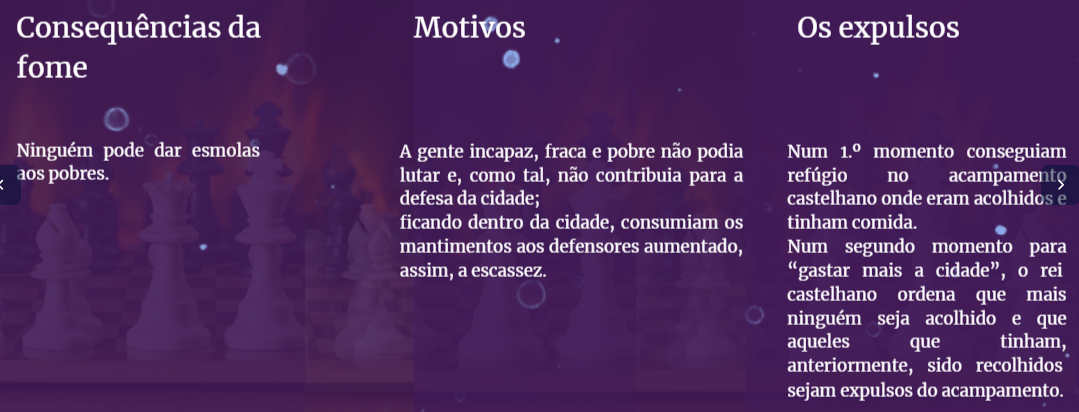 Consequências da
fome
Ninguém pode dar esmolas
aos pobres.
Motivos
A gente incapaz, fraca e pobre não podia
lutar e, como tal, não contribuia para a
defesa da cidade;
ficando dentro da cidade, consumiam os
mantimentos aos defensores aumentado,
assim, a escassez.
Os expulsos
Num 1.º momento conseguiam
refúgio no acampamento
castelhano onde eram acolhidos e
tinham comida.
Num segundo momento para
“gastar mais a cidade”, o rei
castelhano ordena que mais
ninguém seja acolhido e que
aqueles que tinham,
anteriormente, sido recolhidos
sejam expulsos do acampamento.